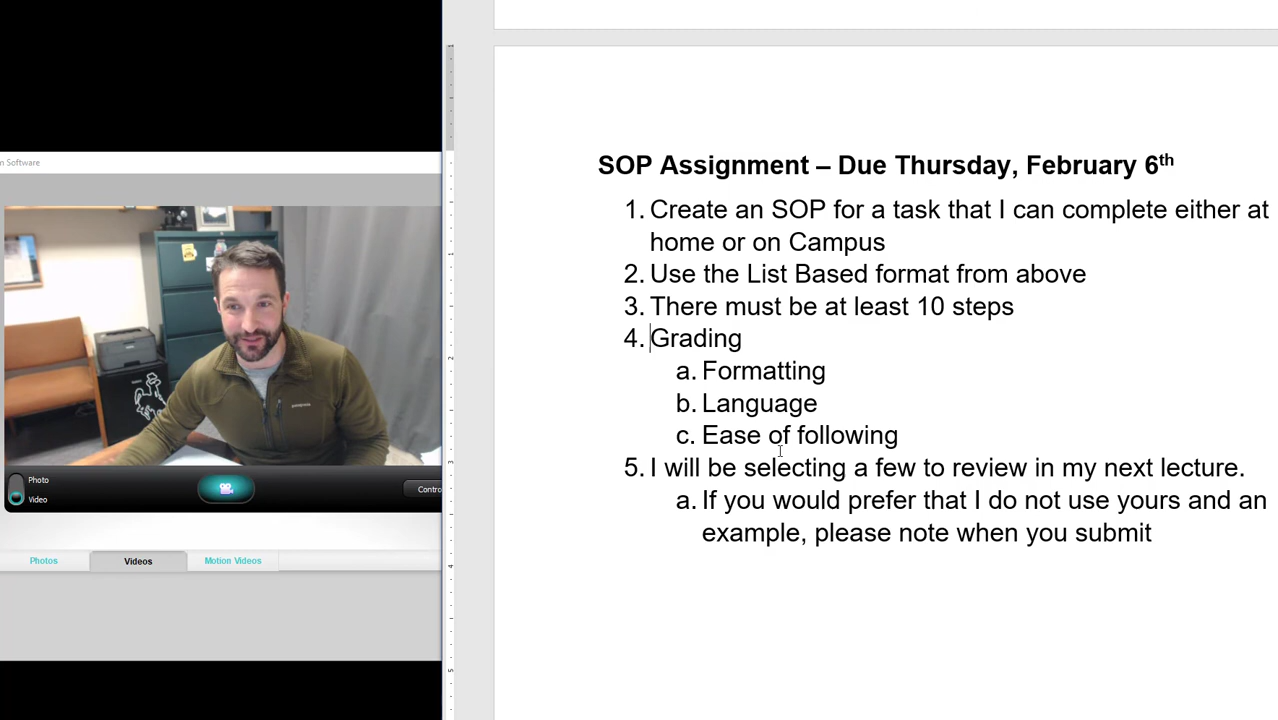 n Software
Photo
Video
Contro
Photos
Videos
Motion Videos
SOP Assignment – Due Thursday, February 6th
1. Create an SOP for a task that I can complete either at
home or on Campus
2. Use the List Based format from above
3. There must be at least 10 steps
4. Grading
a. Formatting
b. Language
c. Ease of following
5. I will be selecting a few to review in my next lecture.
a. If you would prefer that I do not use yours and an
example, please note when you submit